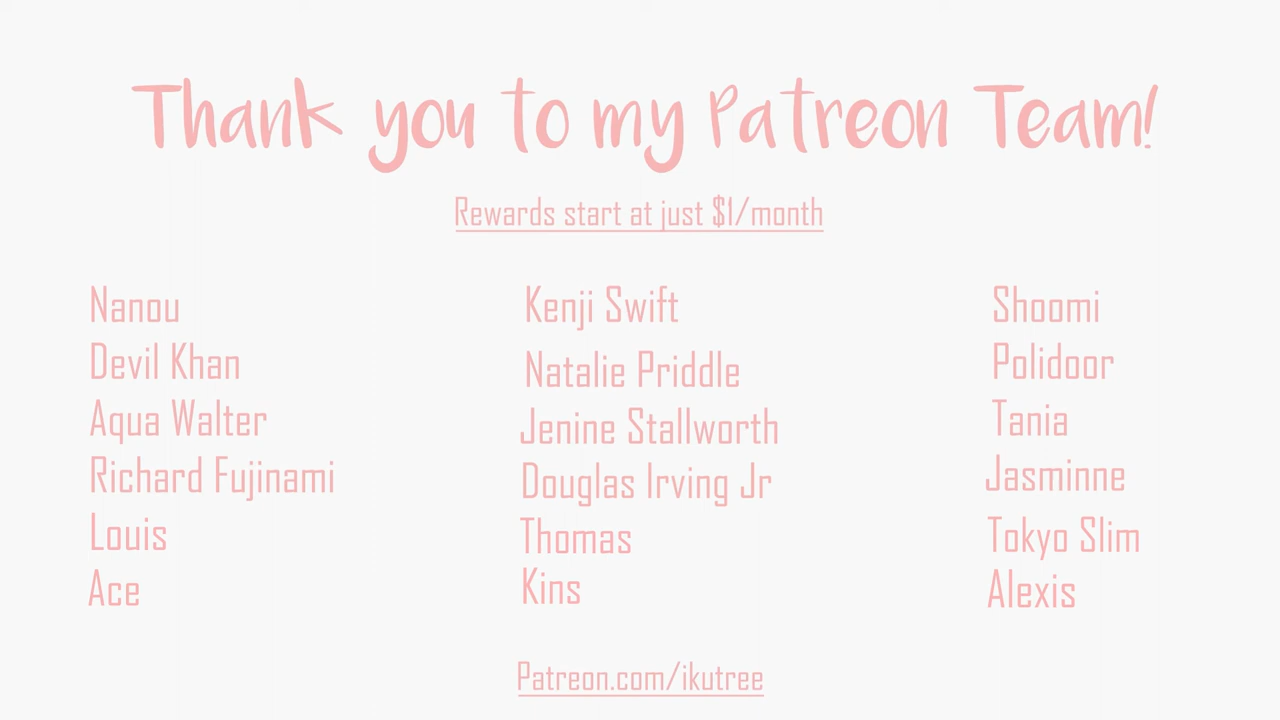 Thank you to my Patreon Team!
Rewards start at just $1/month
Nanou
Devil Khan
Aqua Walter
Richard Fujinami
Louis
Ace
Kenji Swift
Natalie Priddle
Jenine Stallworth
Douglas Irving Jr
Thomas
Kins
Shoomi
Polidoor
Tania
Jasminne
Tokyo Slim
Alexis
Patreon.com/ikutree